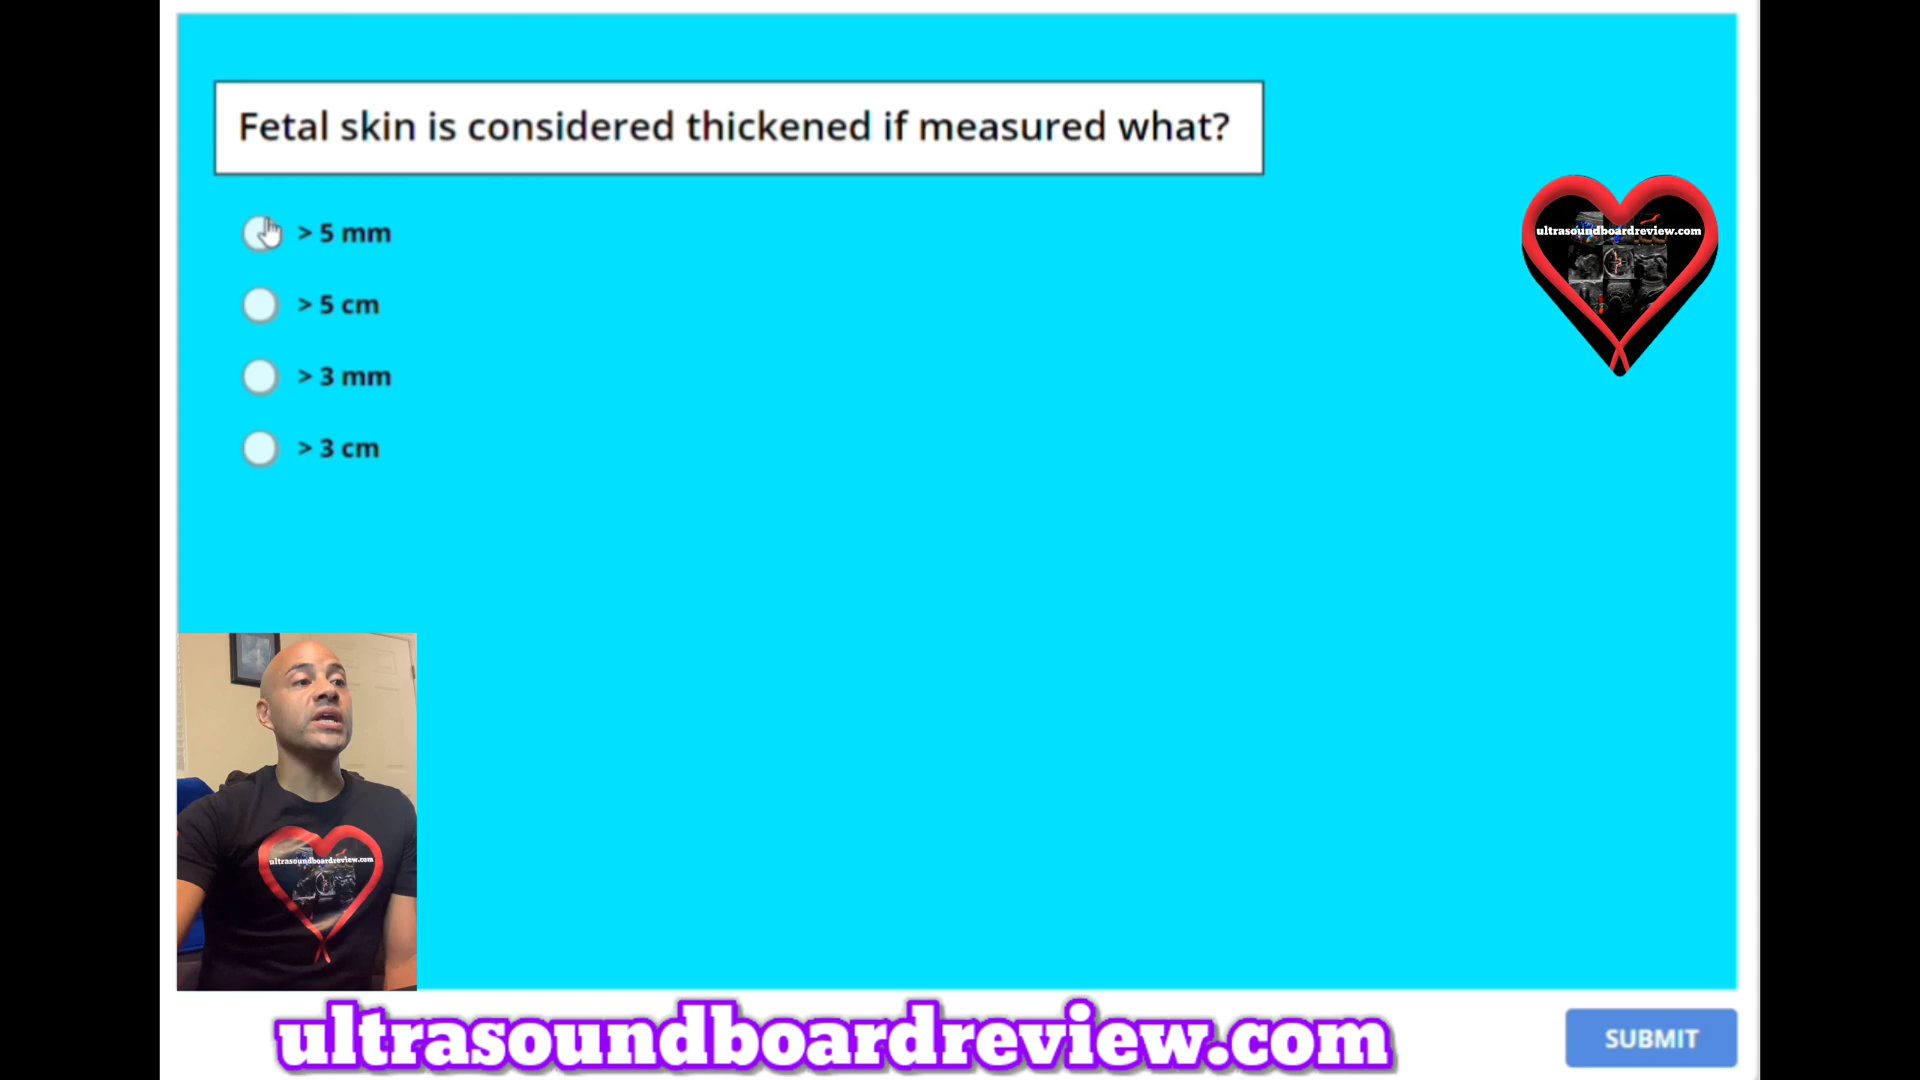 Fetal skin is considered thickened if measured what?
> 5 mm
> 5 cm
> 3 mm
> 3 cm
ultrasoundboardreview.com
ultrasoundboardreview.com
ultrasoundboardreview.com
SUBMIT